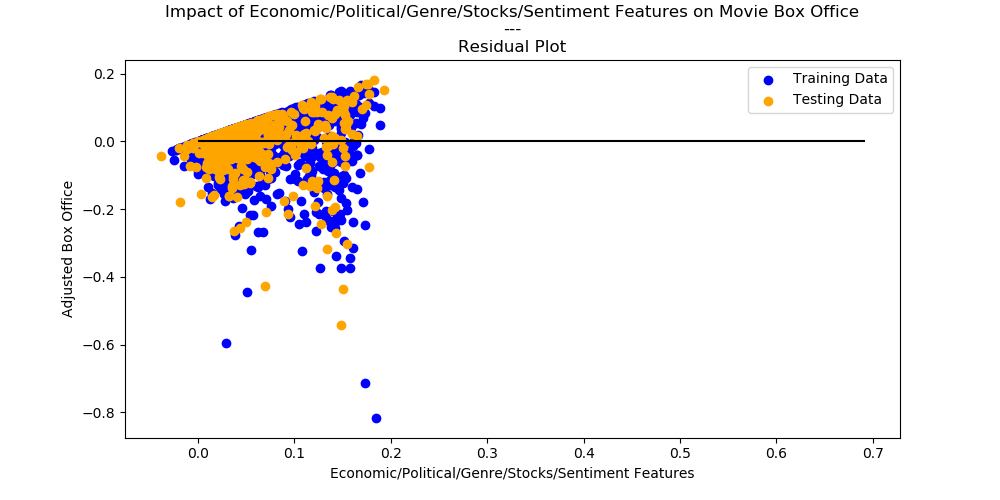 Impact of Economic/Political/Genre/Stocks/Sentiment Features on Movie Box Office
---
Residual Plot
Training Data
Testing Data
0.2
0.0
−0.2
−0.4
−0.6
−0.8
Adjusted Box Office
0.0 0.1 0.2 0.3 0.4 0.5 0.6 0.7
Economic/Political/Genre/Stocks/Sentiment Features